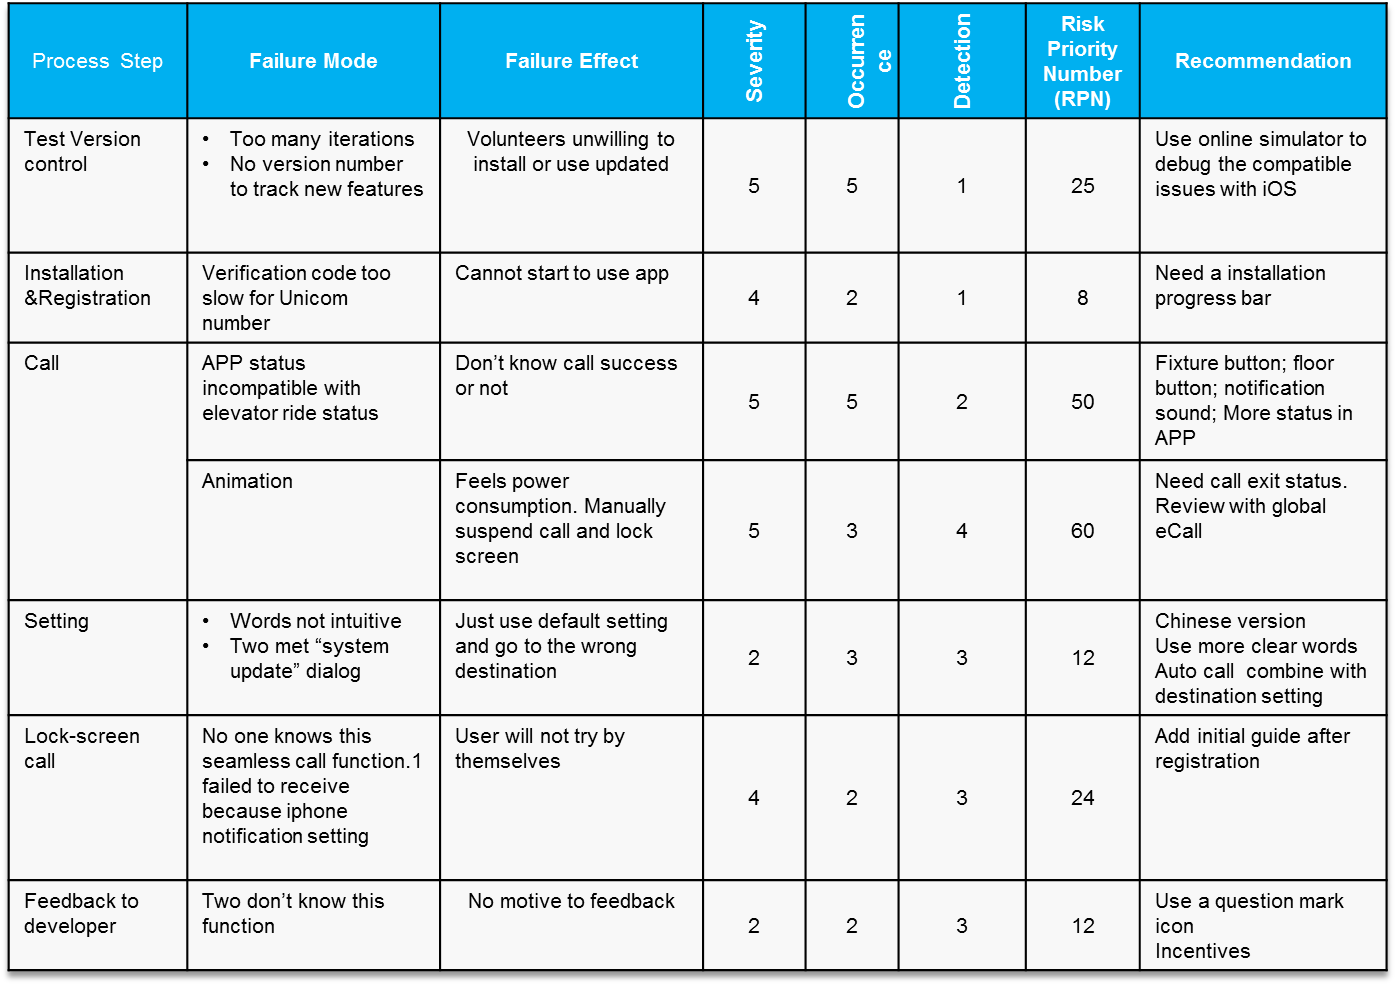 Process Step
Failure Mode
Failure Effect
Severity
Occurren
ce
Detection
Risk
Priority
Number
(RPN)
Recommendation
Test Version
control
• Too many iterations
• No version number
to track new features
Volunteers unwilling to
install or use updated
5
5
1
25
Use online simulator to
debug the compatible
issues with iOS
Installation
&Registration
Verification code too
slow for Unicom
number
Cannot start to use app
4
2
1
8
Need a installation
progress bar
Call
APP status
incompatible with
elevator ride status
Don’t know call success
or not
5
5
2
50
Fixture button; floor
button; notification
sound; More status in
APP
Animation
Feels power
consumption. Manually
suspend call and lock
screen
5
3
4
60
Need call exit status.
Review with global
eCall
Setting
• Words not intuitive
• Two met “system
update” dialog
Just use default setting
and go to the wrong
destination
2
3
3
12
Chinese version
Use more clear words
Auto call combine with
destination setting
Lock-screen
call
No one knows this
seamless call function.1
failed to receive
because iphone
notification setting
User will not try by
themselves
4
2
3
24
Add initial guide after
registration
Feedback to
developer
Two don’t know this
function
No motive to feedback
2
2
3
12
Use a question mark
icon
Incentives